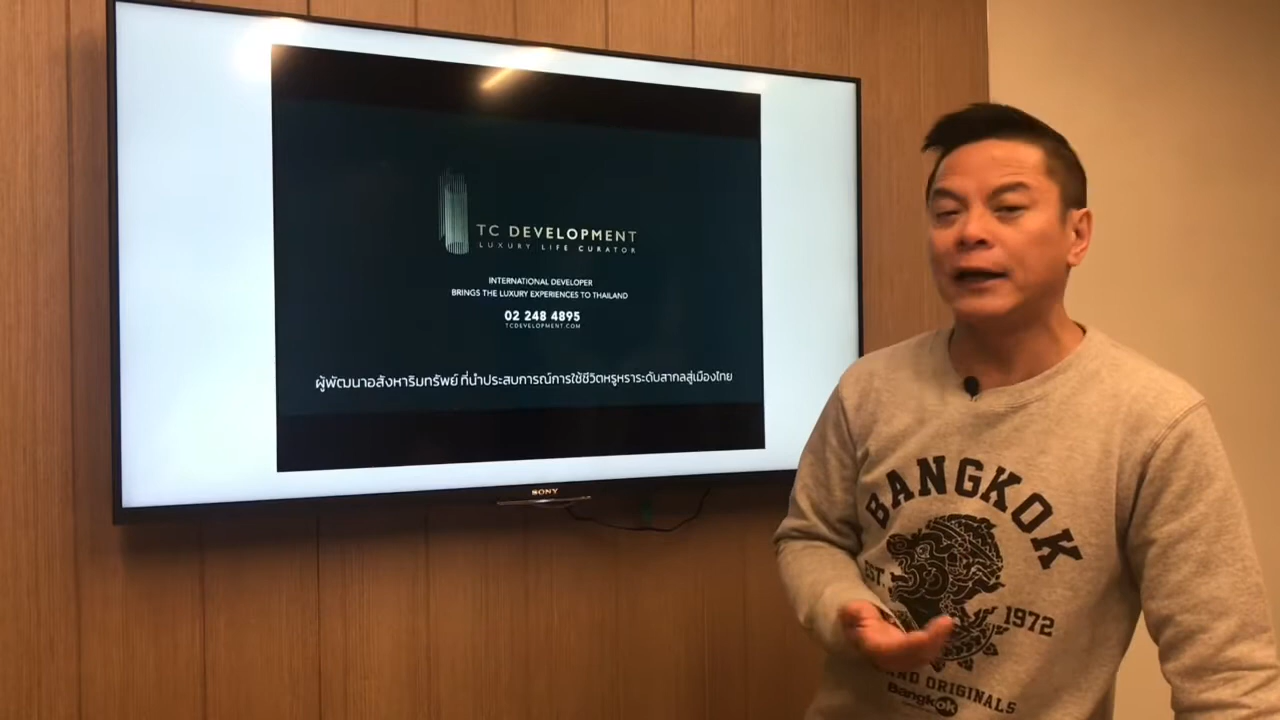 TC DEVELOPMENT
LUXURY LIFE CURATOR
INTERNATIONAL DEVELOPER
BRINGS THE LUXURY EXPERIENCES TO THAILAND
02 248 4895
TCDEVELOPMENT.COM
ผู้พัฒนาอสังหาริมทรัพย์ ที่นำประสบการณ์การใช้ชีวิตหรูหราระดับสากลสู่เมืองไทย
SONY
BANGKOK
EST.
1972
ORIGINALS
Bangkok